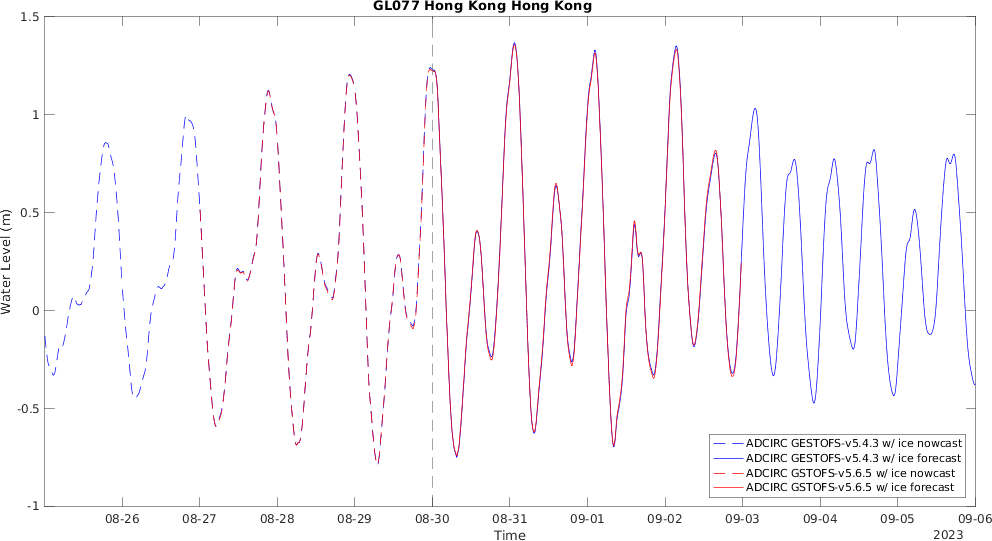 GL077 Hong Kong Hong Kong
1.5
1
0.5
0
-0.5
-1
Water Level (m)
ADCIRC GESTOFS-v5.4.3 w/ ice nowcast
ADCIRC GESTOFS-v5.4.3 w/ ice forecast
ADCIRC GSTOFS-v5.6.5 w/ ice nowcast
ADCIRC GSTOFS-v5.6.5 w/ ice forecast
08-26 08-27 08-28 08-29 08-30 08-31 09-01 09-02 09-03 09-04 09-05 09-06
Time 2023